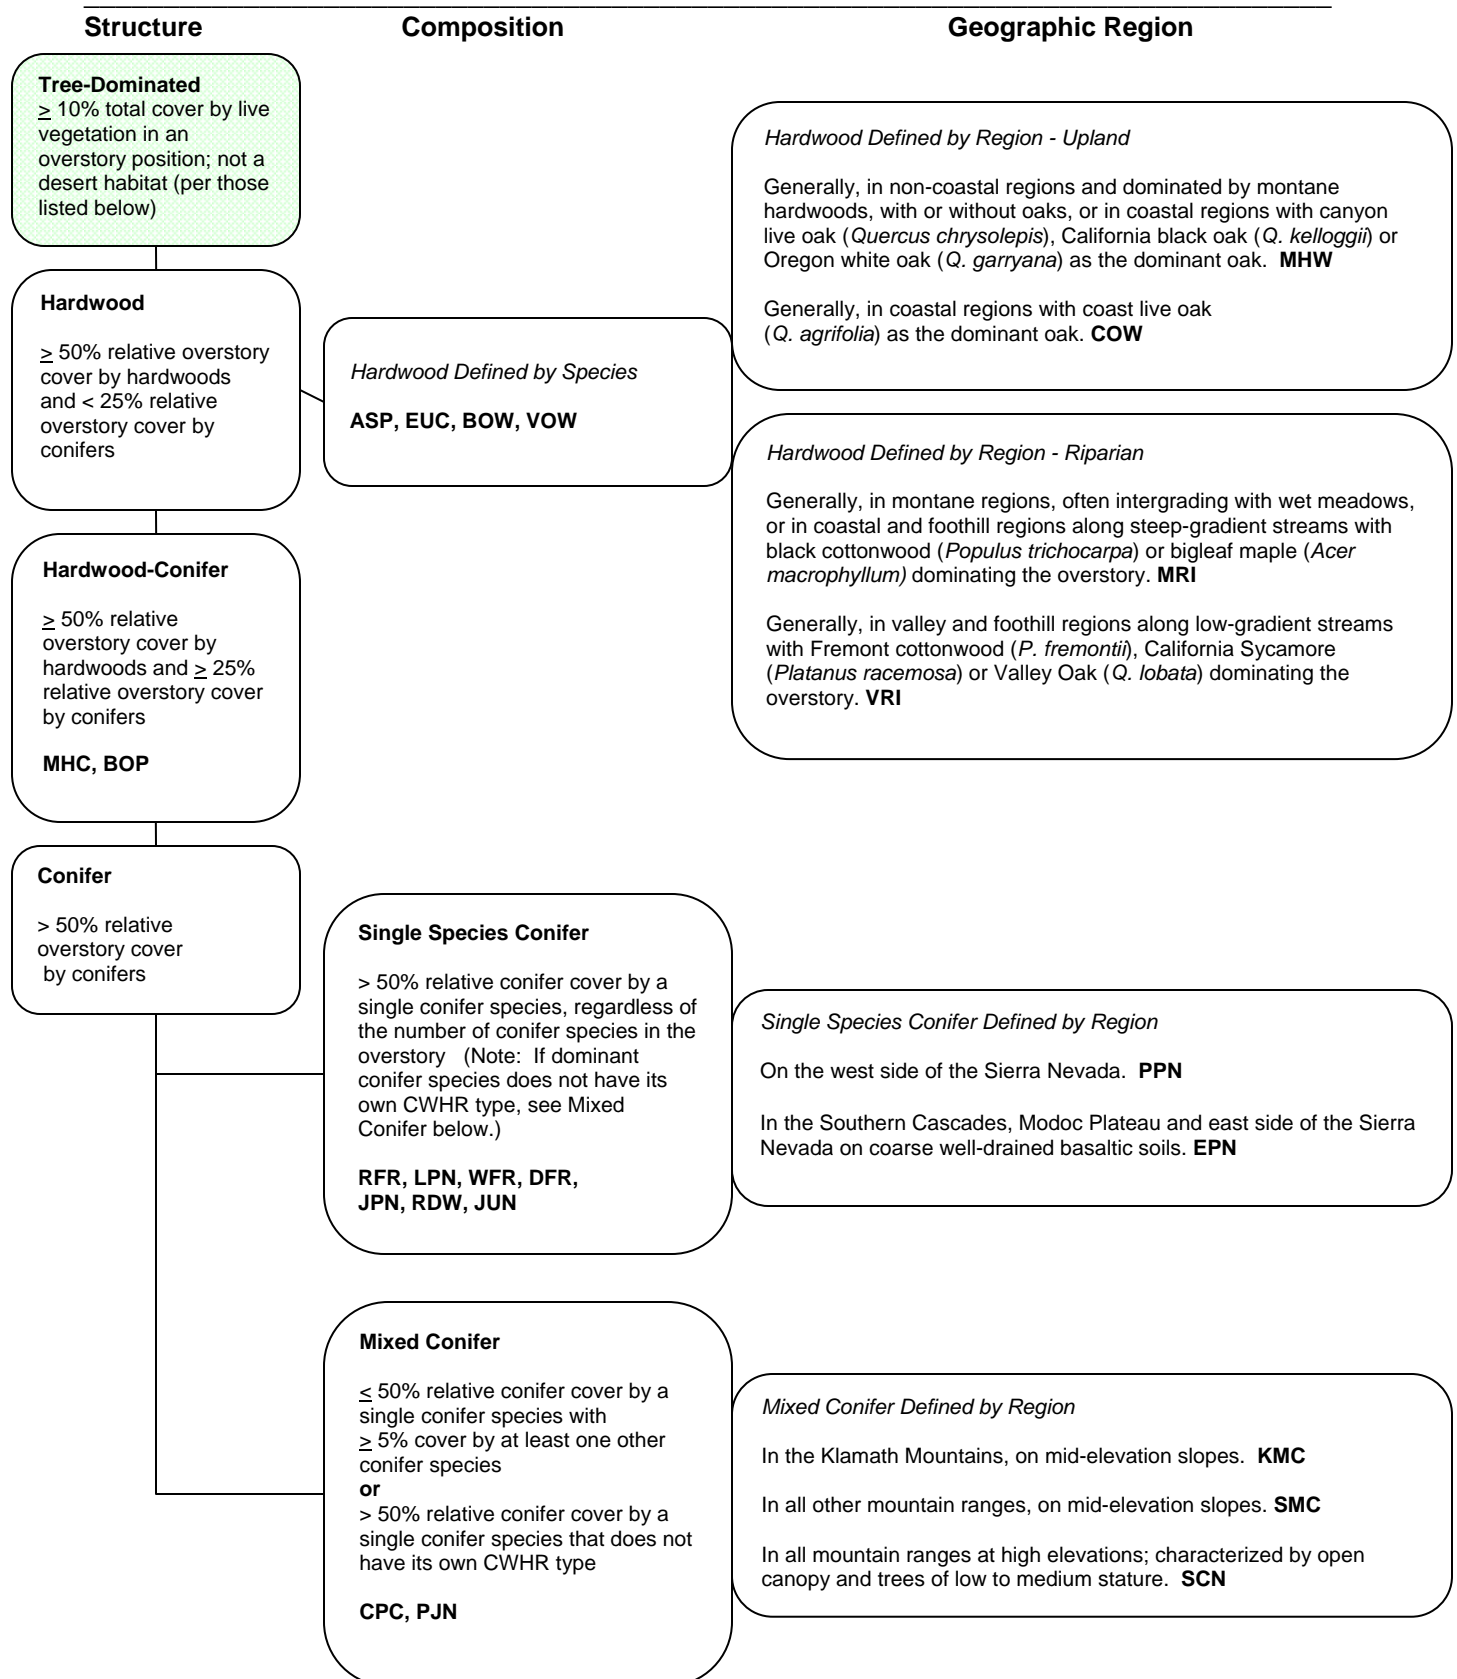 Structure Composition Geographic Region
Tree-Dominated
≥ 10% total cover by live
vegetation in an
overstory position; not a
desert habitat (per those
listed below)
Hardwood
≥ 50% relative overstory
cover by hardwoods
and < 25% relative
overstory cover by
conifers
Hardwood Defined by Species
ASP, EUC, BOW, VOW
Hardwood Defined by Region - Upland
Generally, in non-coastal regions and dominated by montane
hardwoods, with or without oaks, or in coastal regions with canyon
live oak (Quercus chrysolepis), California black oak (Q. kelloggii) or
Oregon white oak (Q. garryana) as the dominant oak. MHW
Generally, in coastal regions with coast live oak
(Q. agrifolia) as the dominant oak. COW
Hardwood Defined by Region - Riparian
Generally, in montane regions, often intergrading with wet meadows,
or in coastal and foothill regions along steep-gradient streams with
black cottonwood (Populus trichocarpa) or bigleaf maple (Acer
macrophyllum) dominating the overstory. MRI
Generally, in valley and foothill regions along low-gradient streams
with Fremont cottonwood (P. fremontii), California Sycamore
(Platanus racemosa) or Valley Oak (Q. lobata) dominating the
overstory. VRI
Hardwood-Conifer
≥ 50% relative
overstory cover by
hardwoods and ≥ 25%
relative overstory cover
by conifers
MHC, BOP
Conifer
> 50% relative
overstory cover
by conifers
Single Species Conifer
> 50% relative conifer cover by a
single conifer species, regardless of
the number of conifer species in the
overstory (Note: If dominant
conifer species does not have its
own CWHR type, see Mixed
Conifer below.)
RFR, LPN, WFR, DFR,
JPN, RDW, JUN
Single Species Conifer Defined by Region
On the west side of the Sierra Nevada. PPN
In the Southern Cascades, Modoc Plateau and east side of the Sierra
Nevada on coarse well-drained basaltic soils. EPN
Mixed Conifer
≤ 50% relative conifer cover by a
single conifer species with
≥ 5% cover by at least one other
conifer species
or
> 50% relative conifer cover by a
single conifer species that does not
have its own CWHR type
CPC, PJN
Mixed Conifer Defined by Region
In the Klamath Mountains, on mid-elevation slopes. KMC
In all other mountain ranges, on mid-elevation slopes. SMC
In all mountain ranges at high elevations; characterized by open
canopy and trees of low to medium stature. SCN